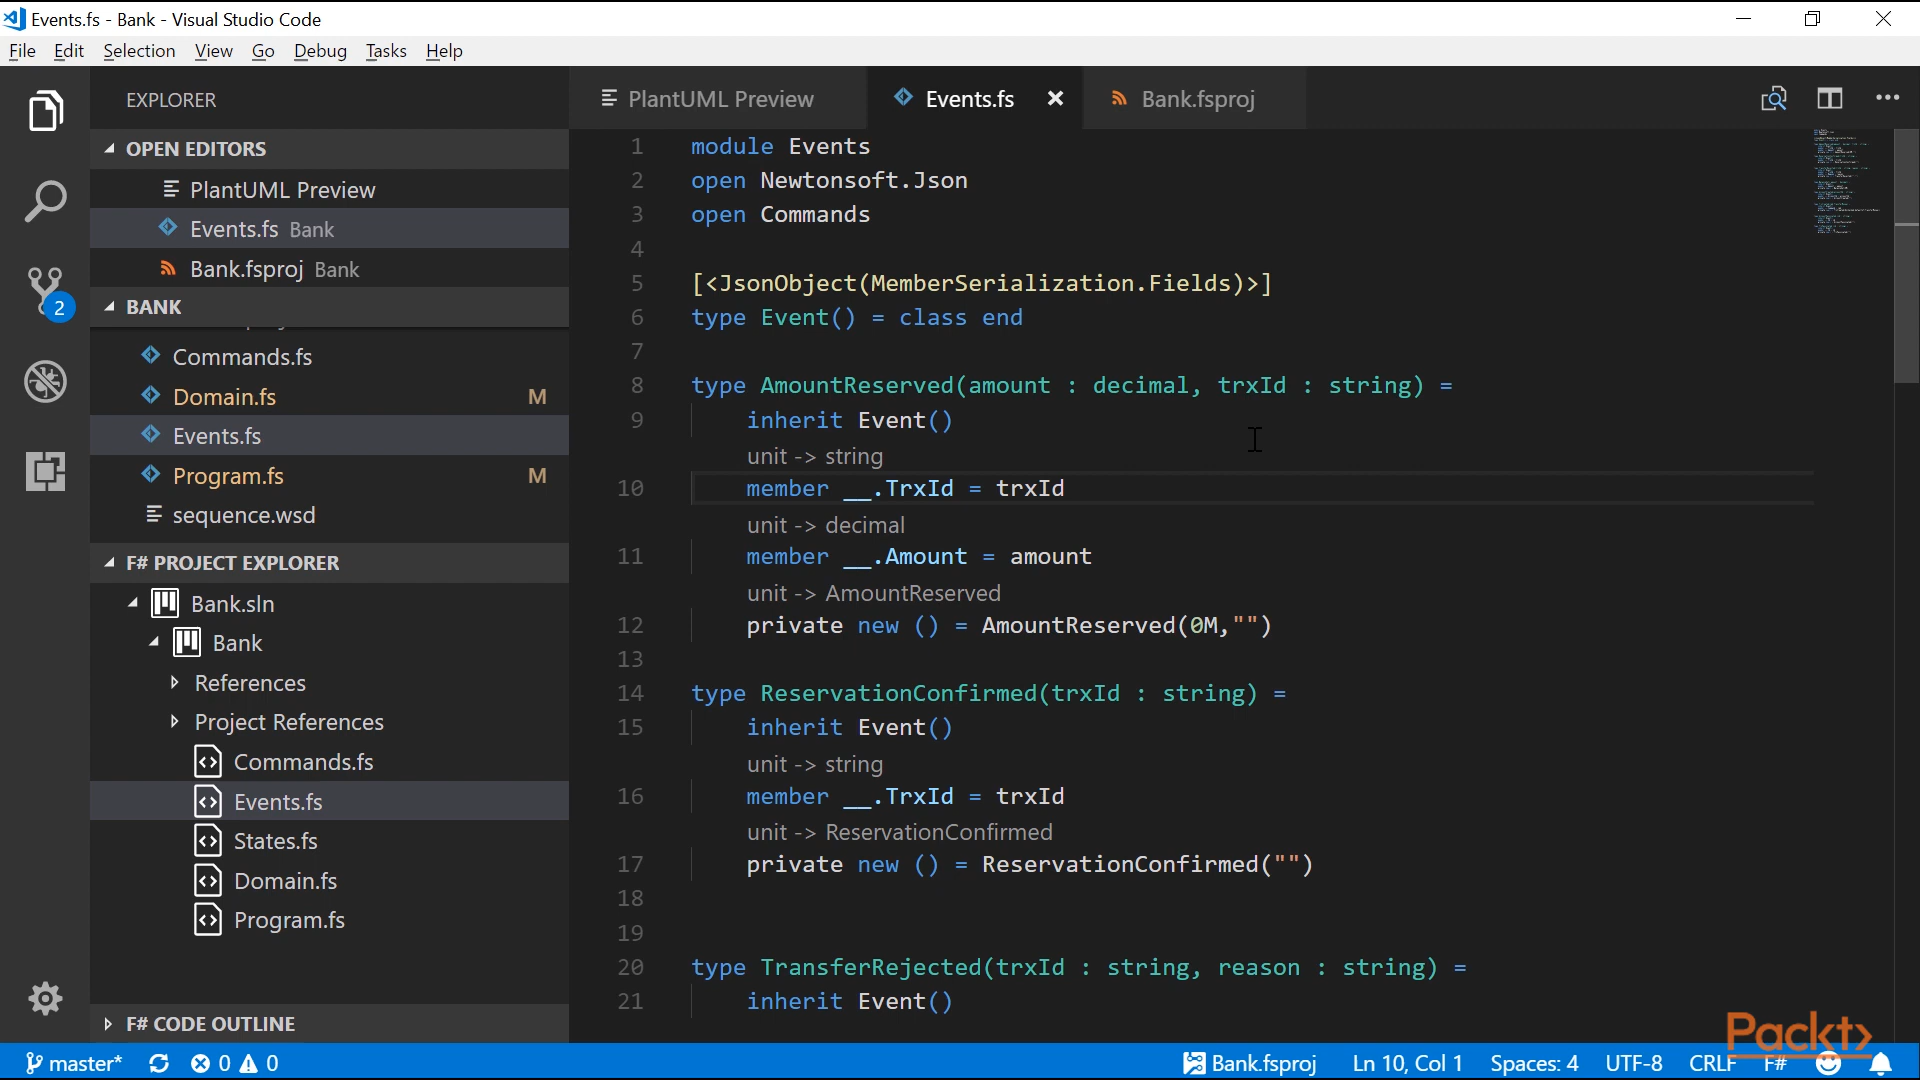 Events.fs - Bank - Visual Studio Code
File Edit Selection View Go Debug Tasks Help
EXPLORER
OPEN EDITORS
PlantUML Preview
Events.fs Bank
Bank.fsproj Bank
2
BANK
Commands.fs
Domain.fs M
Events.fs
Program.fs M
sequence.wsd
F# PROJECT EXPLORER
Bank.sln
Bank
References
Project References
Commands.fs
Events.fs
States.fs
Domain.fs
Program.fs
F# CODE OUTLINE
PlantUML Preview Events.fs Bank.fsproj
1 module Events
2 open Newtonsoft.Json
3 open Commands
4
5 [<JsonObject(MemberSerialization.Fields)>]
6 type Event() = class end
7
8 type AmountReserved(amount : decimal, trxId : string) =
9 inherit Event()
unit -> string
10 member __.TrxId = trxId
unit -> decimal
11 member __.Amount = amount
unit -> AmountReserved
12 private new () = AmountReserved(0M,"")
13
14 type ReservationConfirmed(trxId : string) =
15 inherit Event()
unit -> string
16 member __.TrxId = trxId
unit -> ReservationConfirmed
17 private new () = ReservationConfirmed("")
18
19
20 type TransferRejected(trxId : string, reason : string) =
21 inherit Event()
Packt>
master* 0 0 Bank.fsproj Ln 10, Col 1 Spaces: 4 UTF-8 CRLF F#